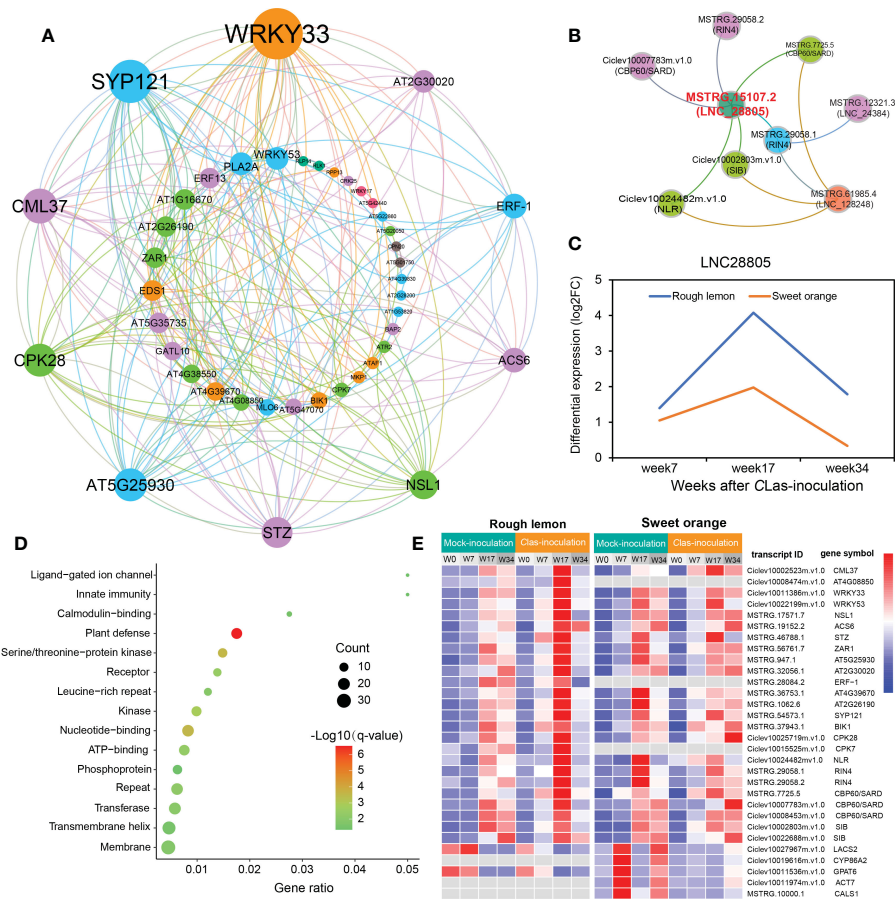 A
WRKY33
SYP121
AT2G30020
CML37
ERF-1
CPK28
ACS6
AT5G25930
NSL1
STZ
WRKY53
PLA2A
ERF13
AT1G16670
AT2G26190
ZAR1
EDS1
AT5G35735
GATL10
AT4G38550
AT4G39670
AT4G08850
MLO6
AT5G47070
BIK1
CPK7
MKP1
ATAF1
ATR2
BAP2
AT2G28200
AT4G39830
CPN20
WRKY17
RPP13
B
MSTRG.29058.2
(RIN4)
MSTRG.7725.5
(CBP60/SARD)
Ciclev10007783m.v1.0
(CBP60/SARD)
MSTRG.15107.2
(LNC_28805)
MSTRG.12321.3
(LNC_24384)
MSTRG.29058.1
(RIN4)
Ciclev10002803m.v1.0
(SIB)
MSTRG.61985.4
(LNC_128248)
Ciclev10024482m.v1.0
(NLR)
C
LNC28805
Rough lemon
Sweet orange
Differential expression (log2FC)
5
4
3
2
1
0
week7
week17
week34
Weeks after CLas-inoculation
D
Ligand-gated ion channel
Innate immunity
Calmodulin-binding
Plant defense
Serine/threonine-protein kinase
Receptor
Leucine-rich repeat
Kinase
Nucleotide-binding
ATP-binding
Phosphoprotein
Repeat
Transferase
Transmembrane helix
Membrane
0.01 0.02 0.03 0.04 0.05
Gene ratio
Count
10
20
30
-Log10(q-value)
6
5
4
3
2
E
Rough lemon Sweet orange
Mock-inoculation Clas-inoculation Mock-inoculation Clas-inoculation
W0 W7 W17 W34 W0 W7 W17 W34 W0 W7 W17 W34 W0 W7 W17 W34
transcript ID gene symbol
Ciclev10002523m.v1.0 CML37
Ciclev10008474m.v1.0 AT4G08850
Ciclev10011386m.v1.0 WRKY33
Ciclev10022199m.v1.0 WRKY53
MSTRG.17571.7 NSL1
MSTRG.19152.2 ACS6
MSTRG.46788.1 STZ
MSTRG.56761.7 ZAR1
MSTRG.947.1 AT5G25930
MSTRG.32056.1 AT2G30020
MSTRG.28084.2 ERF-1
MSTRG.36753.1 AT4G39670
MSTRG.1062.6 AT2G26190
MSTRG.54573.1 SYP121
MSTRG.37943.1 BIK1
Ciclev10025719m.v1.0 CPK28
Ciclev10015525m.v1.0 CPK7
Ciclev10024482mv1.0 NLR
MSTRG.29058.1 RIN4
MSTRG.29058.2 RIN4
MSTRG.7725.5 CBP60/SARD
Ciclev10007783m.v1.0 CBP60/SARD
Ciclev10008453m.v1.0 CBP60/SARD
Ciclev10002803m.v1.0 SIB
Ciclev10022688m.v1.0 SIB
Ciclev10027967m.v1.0 LACS2
Ciclev10019616m.v1.0 CYP86A2
Ciclev10011536m.v1.0 GPAT6
Ciclev10011974m.v1.0 ACT7
MSTRG.10000.1 CALS1